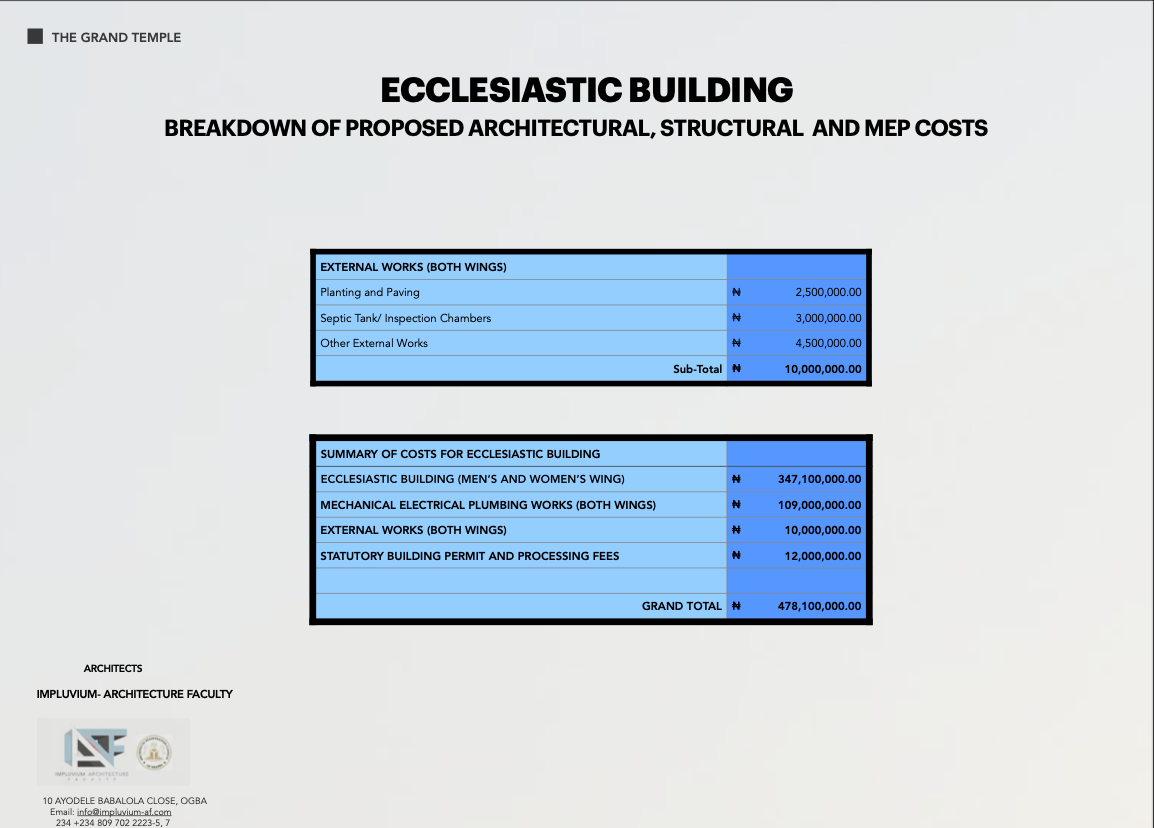 THE GRAND TEMPLE
ECCLESIASTIC BUILDING
BREAKDOWN OF PROPOSED ARCHITECTURAL, STRUCTURAL AND MEP COSTS
EXTERNAL WORKS (BOTH WINGS)
Planting and Paving ₦ 2,500,000.00
Septic Tank/ Inspection Chambers ₦ 3,000,000.00
Other External Works ₦ 4,500,000.00
Sub-Total ₦ 10,000,000.00
SUMMARY OF COSTS FOR ECCLESIASTIC BUILDING
ECCLESIASTIC BUILDING (MEN'S AND WOMEN'S WING) ₦ 347,100,000.00
MECHANICAL ELECTRICAL PLUMBING WORKS (BOTH WINGS) ₦ 109,000,000.00
EXTERNAL WORKS (BOTH WINGS) ₦ 10,000,000.00
STATUTORY BUILDING PERMIT AND PROCESSING FEES ₦ 12,000,000.00
GRAND TOTAL ₦ 478,100,000.00
ARCHITECTS
IMPLUVIUM- ARCHITECTURE FACULTY
IMPLUVIUM ARCHITECTURE
FACULTY
10 AYODELE BABALOLA CLOSE, OGBA
Email: info@impluvium-af.com
234 +234 809 702 2223-5, 7